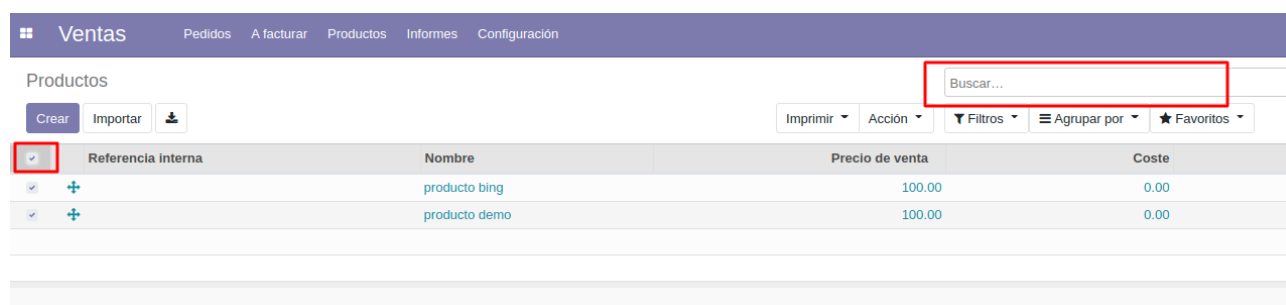 Ventas Pedidos A facturar Productos Informes Configuración
Productos Buscar...
Crear Importar Imprimir Acción Filtros Agrupar por Favoritos
Referencia interna Nombre Precio de venta Coste
producto bing 100.00 0.00
producto demo 100.00 0.00